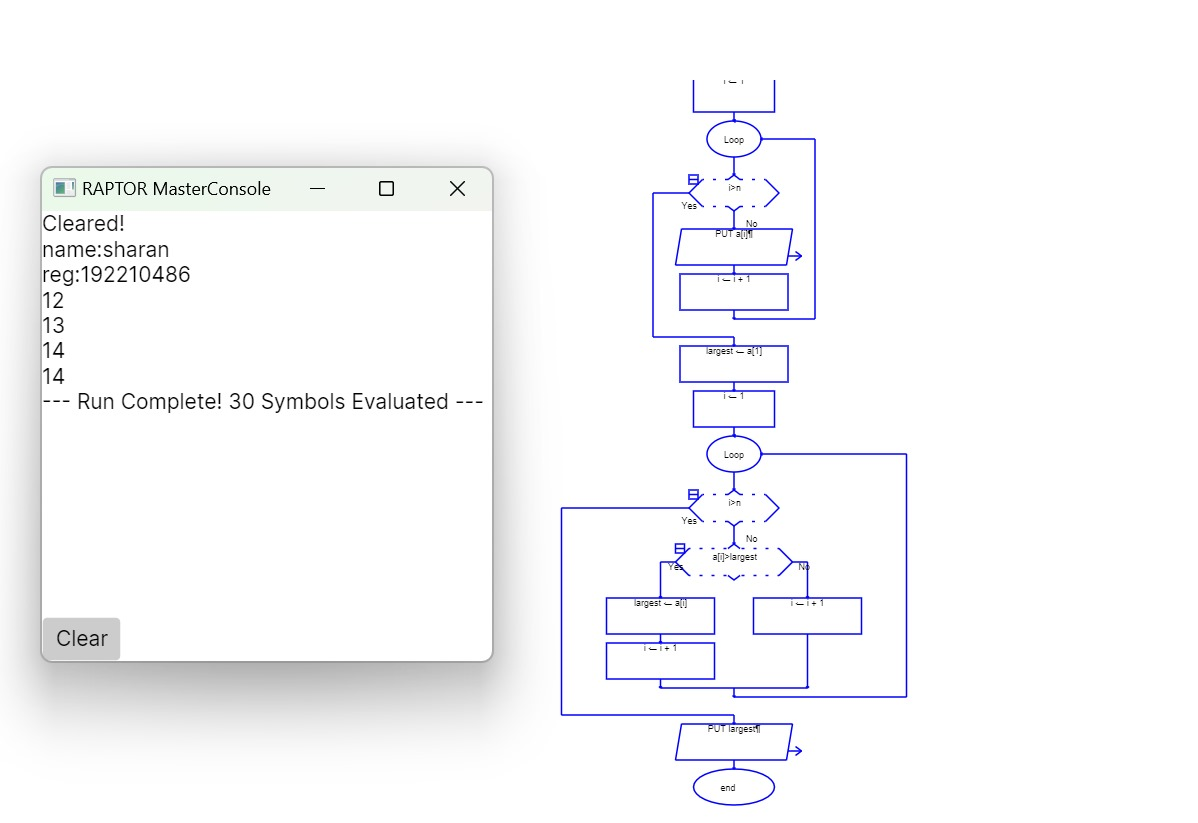 RAPTOR MasterConsole
Cleared!
name:sharan
reg:192210486
12
13
14
14
--- Run Complete! 30 Symbols Evaluated ---
Clear
i ← 1
Loop
i>n
Yes
No
PUT a[i]¶
i ← i + 1
largest ← a[1]
i ← 1
Loop
i>n
Yes
No
a[i]>largest
Yes
No
largest ← a[i]
i ← i + 1
i ← i + 1
PUT largest¶
end